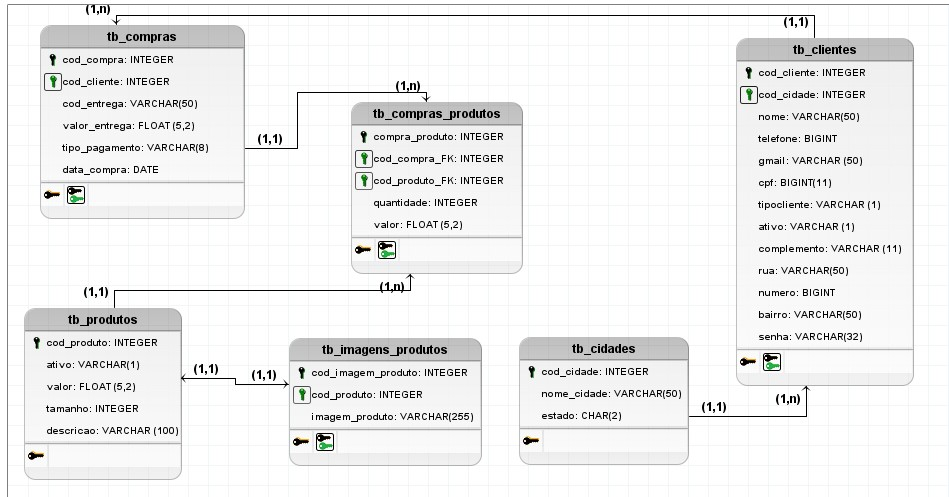 (1,n)
(1,1)
tb_compras
cod_compra: INTEGER
cod_cliente: INTEGER
cod_entrega: VARCHAR(50)
valor_entrega: FLOAT (5,2)
tipo_pagamento: VARCHAR(8)
data_compra: DATE
(1,1)
(1,n)
tb_compras_produtos
compra_produto: INTEGER
cod_compra_FK: INTEGER
cod_produto_FK: INTEGER
quantidade: INTEGER
valor: FLOAT (5,2)
tb_clientes
cod_cliente: INTEGER
cod_cidade: INTEGER
nome: VARCHAR(50)
telefone: BIGINT
gmail: VARCHAR (50)
cpf: BIGINT(11)
tipocliente: VARCHAR (1)
ativo: VARCHAR (1)
complemento: VARCHAR (11)
rua: VARCHAR(50)
numero: BIGINT
bairro: VARCHAR(50)
senha: VARCHAR(32)
(1,1)
(1,n)
tb_produtos
cod_produto: INTEGER
ativo: VARCHAR(1)
valor: FLOAT (5,2)
tamanho: INTEGER
descricao: VARCHAR (100)
(1,1)
(1,1)
tb_imagens_produtos
cod_imagem_produto: INTEGER
cod_produto: INTEGER
imagem_produto: VARCHAR(255)
tb_cidades
cod_cidade: INTEGER
nome_cidade: VARCHAR(50)
estado: CHAR(2)
(1,1)
(1,n)